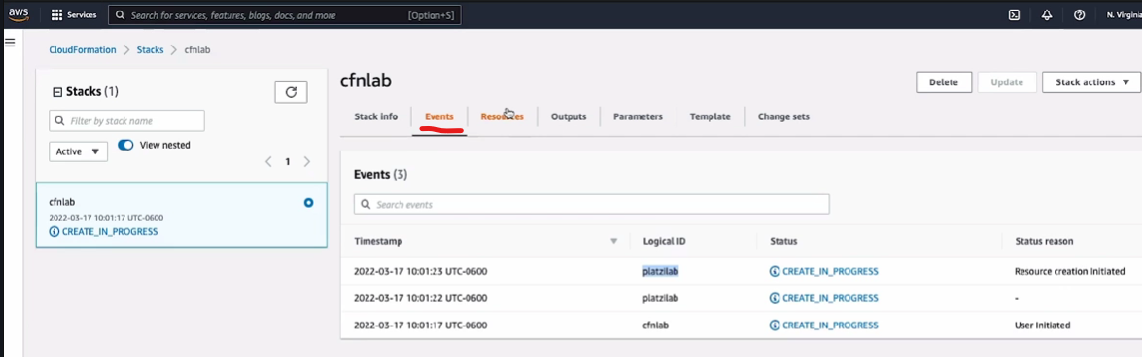 aws Services Search for services, features, blogs, docs, and more [Option+S] N. Virginia
CloudFormation > Stacks > cfnlab
Stacks (1)
Filter by stack name
Active View nested
1
cfnlab
2022-03-17 10:01:17 UTC-0600
CREATE_IN_PROGRESS
cfnlab
Delete Update Stack actions
Stack info Events Resources Outputs Parameters Template Change sets
Events (3)
Search events
Timestamp Logical ID Status Status reason
2022-03-17 10:01:23 UTC-0600 platzilab CREATE_IN_PROGRESS Resource creation Initiated
2022-03-17 10:01:22 UTC-0600 platzilab CREATE_IN_PROGRESS -
2022-03-17 10:01:17 UTC-0600 cfnlab CREATE_IN_PROGRESS User Initiated